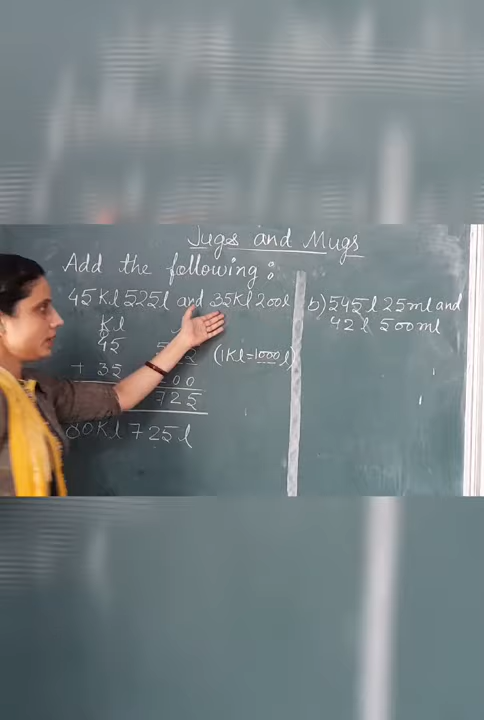 Jugs and Mugs
Add the following :
45 Kl 525l and 35Kl 200l
Kl
45
+ 35
00
725
(1Kl = 1000l)
80Kl 725l
b) 545l 25ml and
42l 500ml